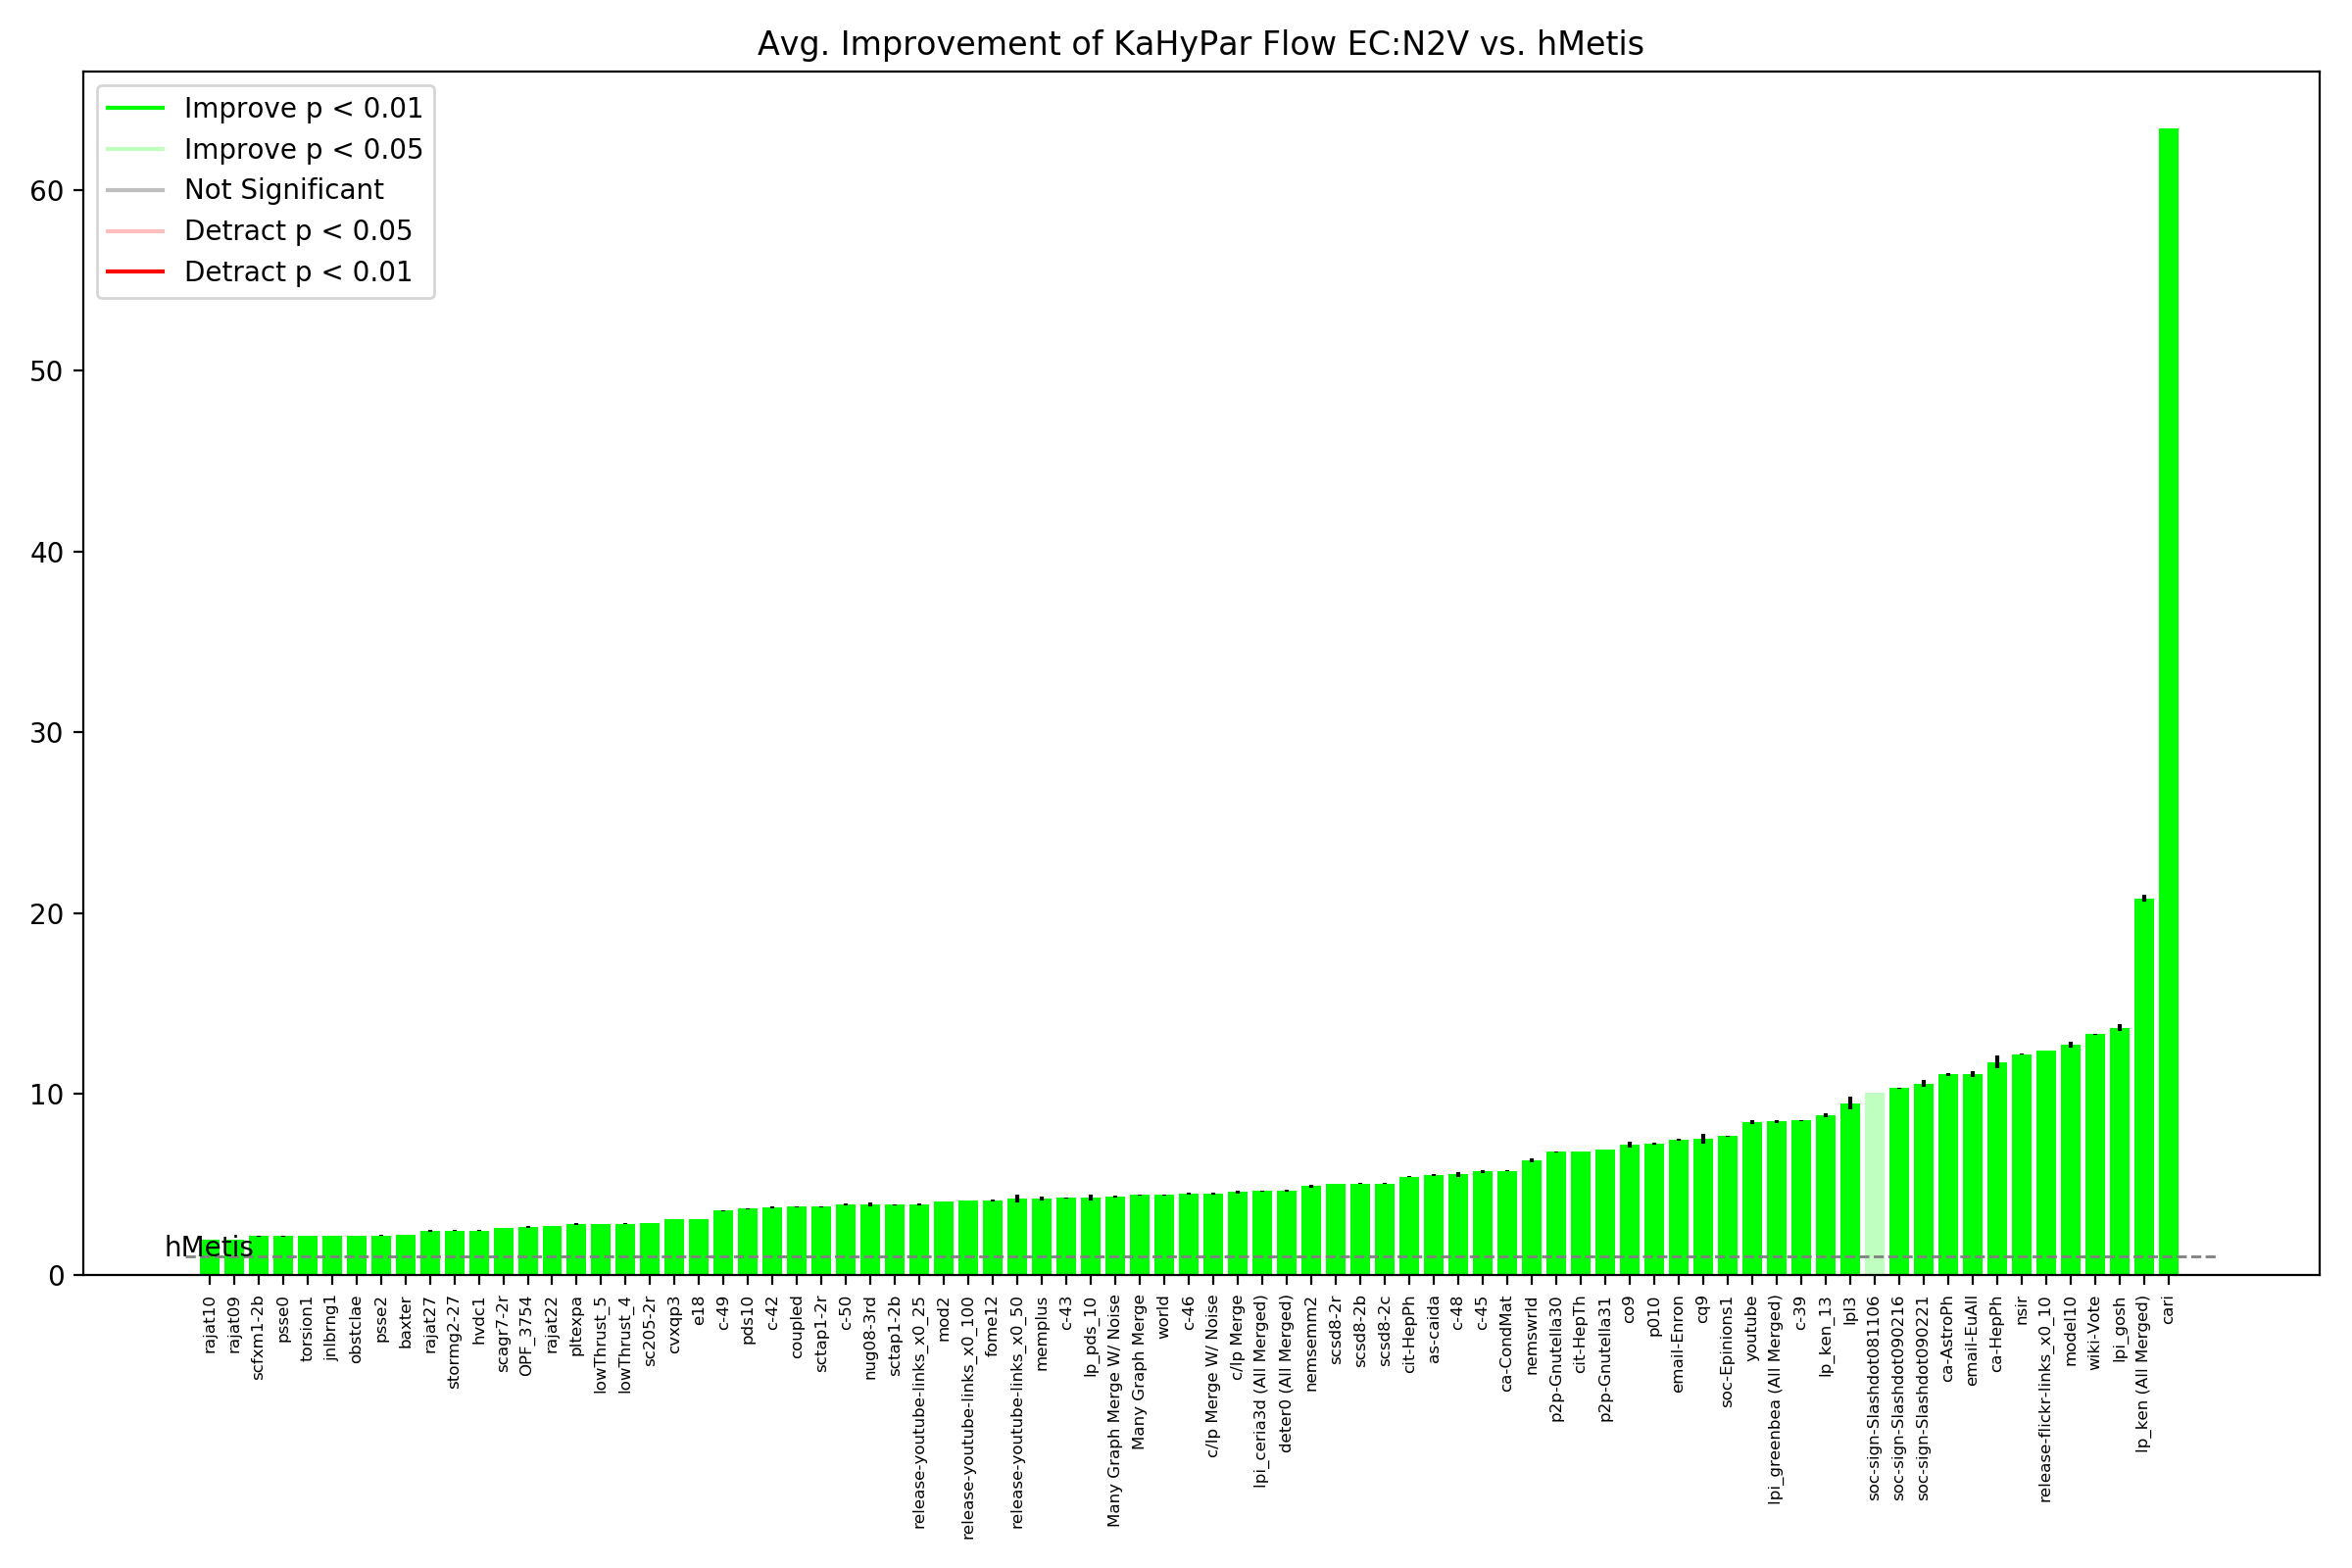 Avg. Improvement of KaHyPar Flow EC:N2V vs. hMetis
Improve p < 0.01
Improve p < 0.05
Not Significant
Detract p < 0.05
Detract p < 0.01
60
50
40
30
20
10
0
hMetis
rajat10
rajat09
scfxm1-2b
psse0
torsion1
jnlbrng1
obstclae
psse2
baxter
rajat27
stormg2-27
hvdc1
scagr7-2r
OPF_3754
rajat22
pltexpa
lowThrust_5
lowThrust_4
sc205-2r
cvxqp3
e18
c-49
pds10
c-42
coupled
sctap1-2r
c-50
nug08-3rd
sctap1-2b
release-youtube-links_x0_25
mod2
release-youtube-links_x0_100
fome12
release-youtube-links_x0_50
memplus
c-43
lp_pds_10
Many Graph Merge W/ Noise
Many Graph Merge
world
c-46
c/lp Merge W/ Noise
c/lp Merge
lpi_ceria3d (All Merged)
deter0 (All Merged)
nemsemm2
scsd8-2r
scsd8-2b
scsd8-2c
cit-HepPh
as-caida
c-48
c-45
ca-CondMat
nemswrld
p2p-Gnutella30
cit-HepTh
p2p-Gnutella31
co9
p010
email-Enron
cq9
soc-Epinions1
youtube
lpi_greenbea (All Merged)
c-39
lp_ken_13
lpl3
soc-sign-Slashdot081106
soc-sign-Slashdot090216
soc-sign-Slashdot090221
ca-AstroPh
email-EuAll
ca-HepPh
nsir
release-flickr-links_x0_10
model10
wiki-Vote
lpi_gosh
lp_ken (All Merged)
cari